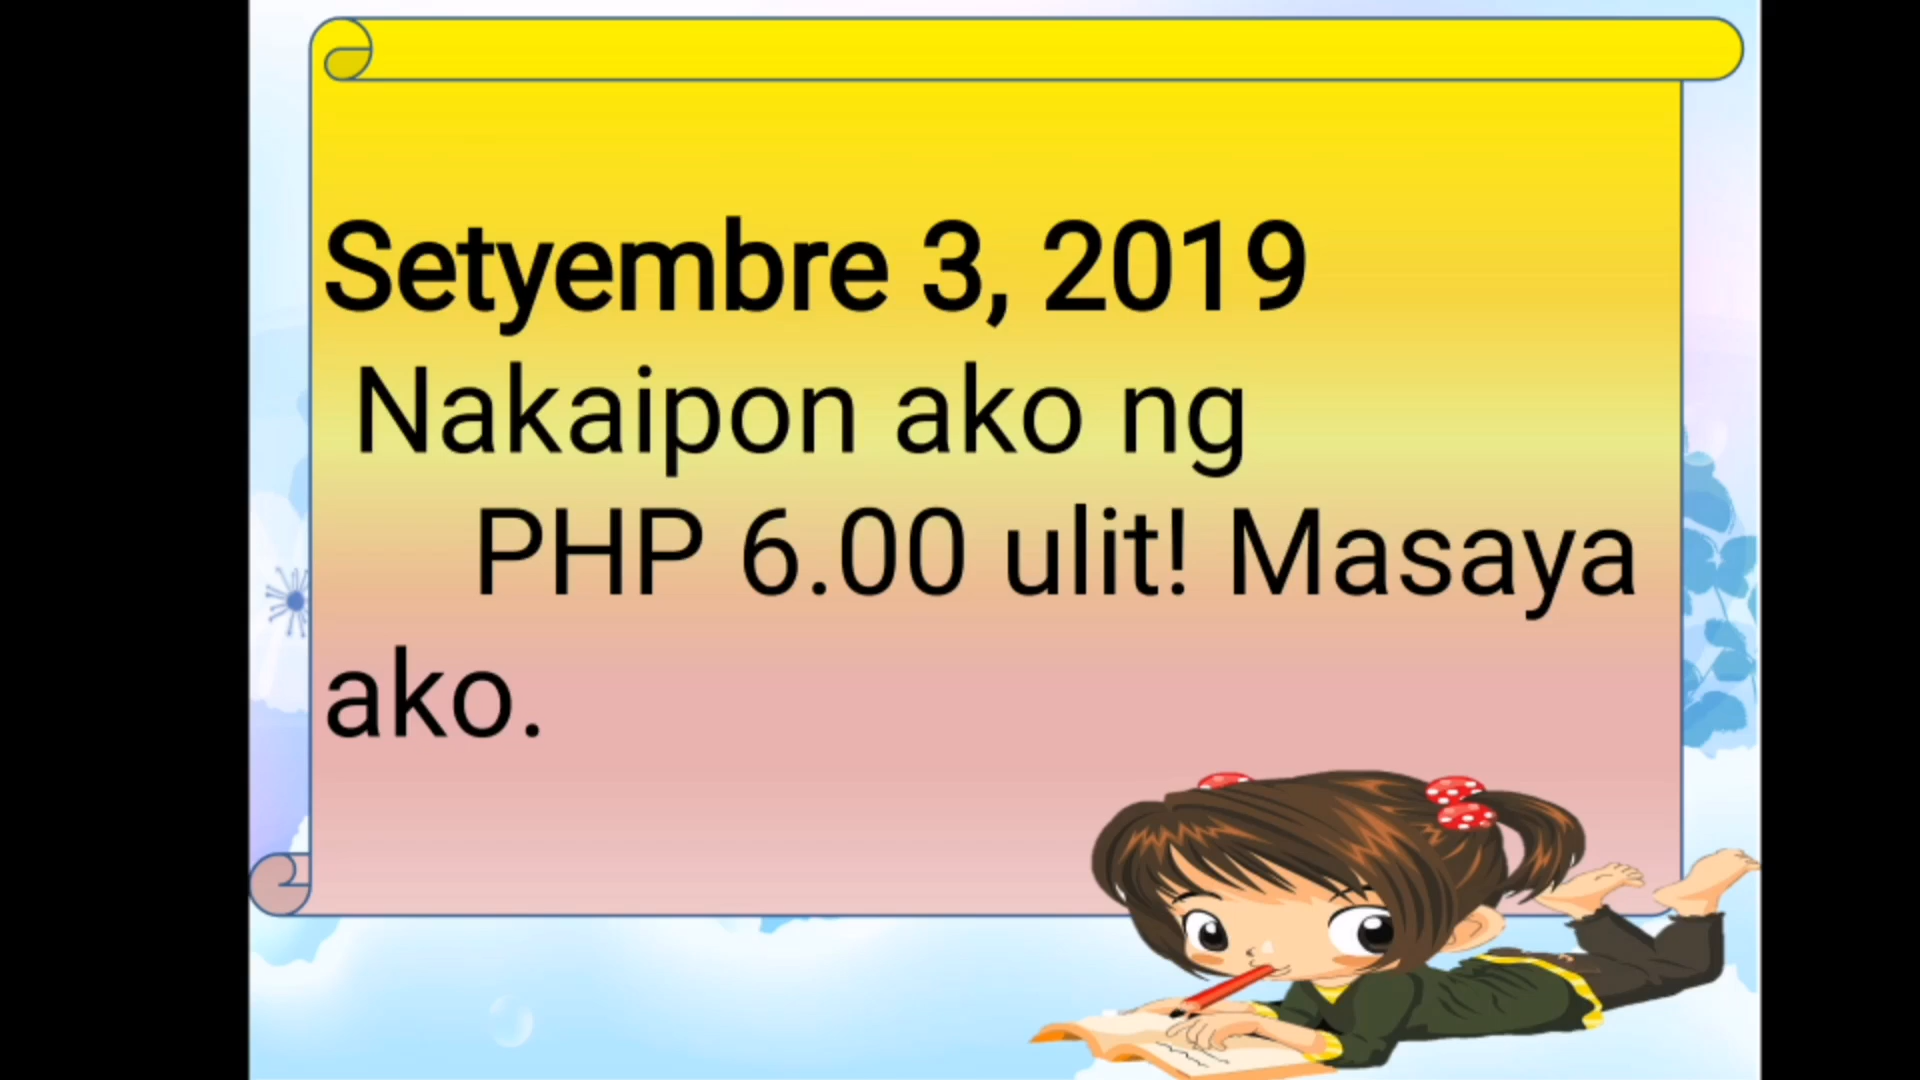 Setyembre 3, 2019
Nakaipon ako ng
PHP 6.00 ulit! Masaya
ako.